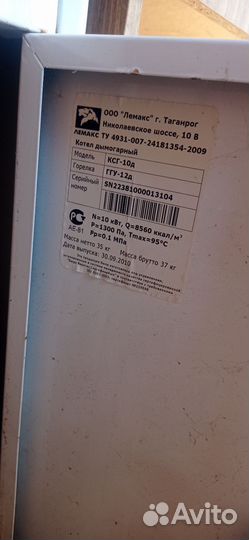 ООО "Лемакс" г. Таганрог
Николаевское шоссе, 10 В
ЛЕМАКС ТУ 4931-007-24181354-2009
Котел дымогарный
Модель КСГ-10д
Горелка ГГУ-12д
Серийный номер SN22381000013104
N=10 кВт, Q=8560 ккал/м³
P=1300 Па, Tmax=95°C
Pp=0.1 МПа
АЕ-81
Масса нетто 35 кг Масса брутто 37 кг
Дата выпуска: 30.09.2010
Avito